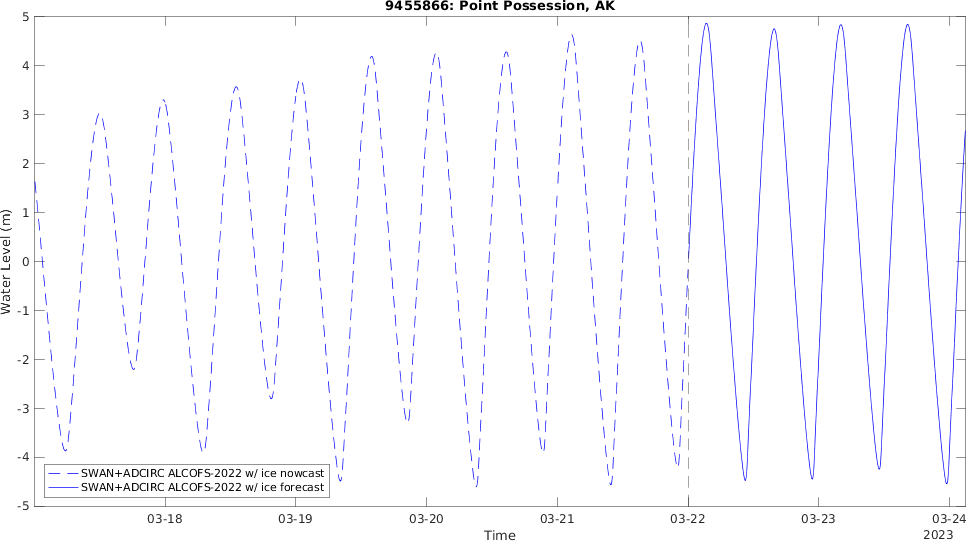 9455866: Point Possession, AK
5
4
3
2
1
0
-1
-2
-3
-4
-5
Water Level (m)
SWAN+ADCIRC ALCOFS-2022 w/ ice nowcast
SWAN+ADCIRC ALCOFS-2022 w/ ice forecast
03-18 03-19 03-20 03-21 03-22 03-23 03-24
Time
2023